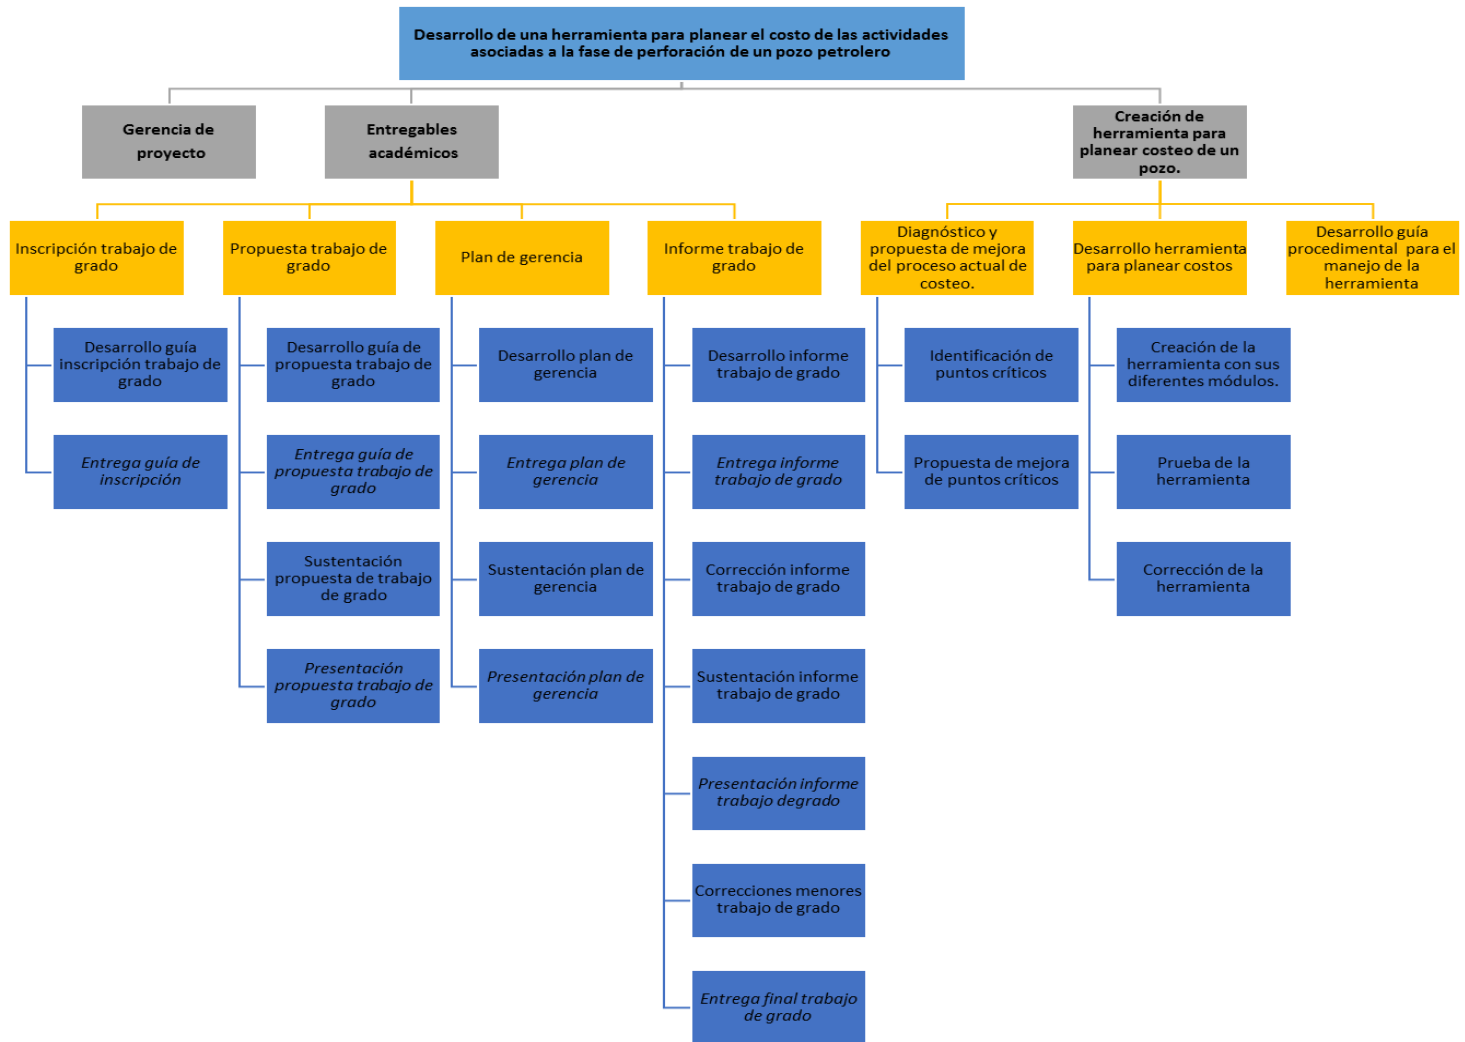 Desarrollo de una herramienta para planear el costo de las actividades
asociadas a la fase de perforación de un pozo petrolero
Gerencia de
proyecto
Entregables
académicos
Creación de
herramienta para
planear costeo de un
pozo.
Inscripción trabajo de
grado
Propuesta trabajo de
grado
Plan de gerencia
Informe trabajo de
grado
Diagnóstico y
propuesta de mejora
del proceso actual de
costeo.
Desarrollo herramienta
para planear costos
Desarrollo guía
procedimental para el
manejo de la
herramienta
Desarrollo guía
inscripción trabajo de
grado
Entrega guía de
inscripción
Desarrollo guía de
propuesta trabajo de
grado
Entrega guía de
propuesta trabajo de
grado
Sustentación
propuesta de trabajo
de grado
Presentación
propuesta trabajo de
grado
Desarrollo plan de
gerencia
Entrega plan de
gerencia
Sustentación plan de
gerencia
Presentación plan de
gerencia
Desarrollo informe
trabajo de grado
Entrega informe
trabajo de grado
Corrección informe
trabajo de grado
Sustentación informe
trabajo de grado
Presentación informe
trabajo degrado
Correcciones menores
trabajo de grado
Entrega final trabajo
de grado
Identificación de
puntos críticos
Propuesta de mejora
de puntos críticos
Creación de la
herramienta con sus
diferentes módulos.
Prueba de la
herramienta
Corrección de la
herramienta